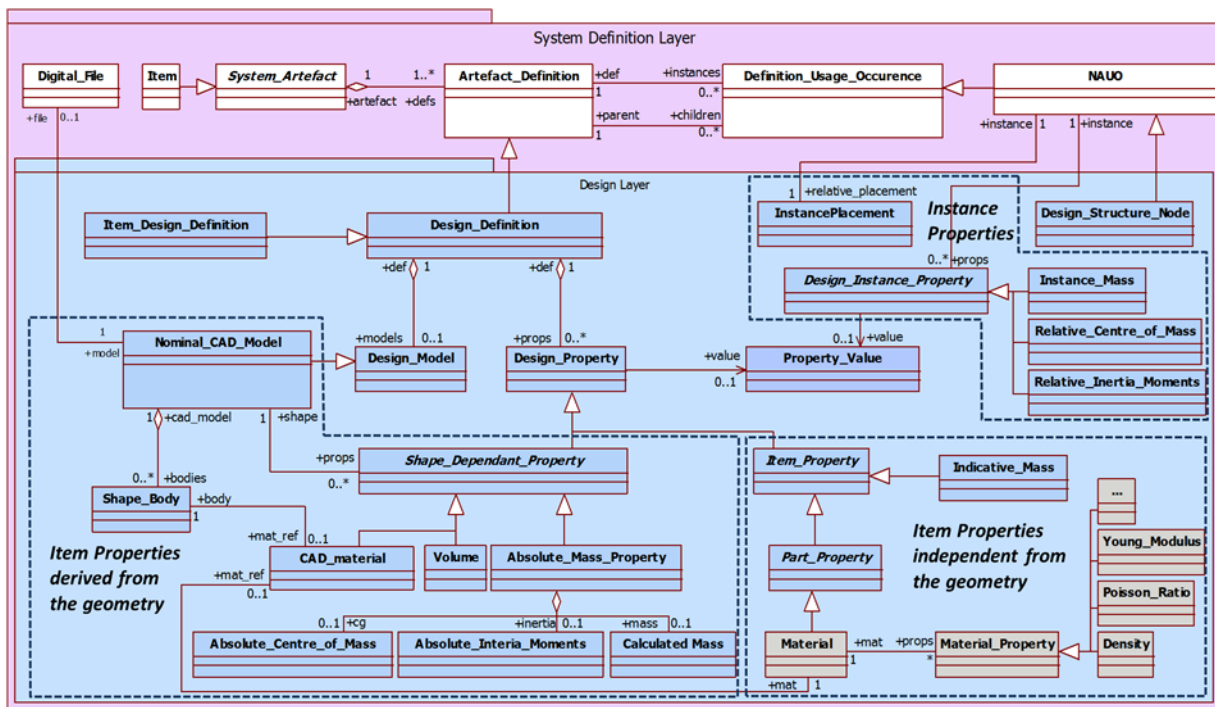 System Definition Layer
Digital_File
Item
System_Artefact
1
1..*
+artefact
+defs
Artefact_Definition
+def
+instances
1
0..*
+parent
+children
1
0..*
Definition_Usage_Occurence
NAUO
+file
0..1
+instance
1
1
+instance
Design Layer
1
+relative_placement
InstancePlacement
Instance
Properties
Design_Structure_Node
Item_Design_Definition
Design_Definition
+def
1
+def
1
0..*
+props
Design_Instance_Property
Instance_Mass
Relative_Centre_of_Mass
Relative_Inertia_Moments
0..1
+value
1
+model
Nominal_CAD_Model
+models
0..1
Design_Model
+props
0..*
Design_Property
+value
0..1
Property_Value
1
+cad_model
1
+shape
+props
0..*
Shape_Dependant_Property
Item_Property
Indicative_Mass
0..*
+bodies
Shape_Body
+body
1
...
Young_Modulus
Poisson_Ratio
Density
Item Properties
derived from
the geometry
+mat_ref
0..1
CAD_material
Volume
Absolute_Mass_Property
Part_Property
Item Properties
independent from
the geometry
+mat_ref
0..1
0..1
+cg
+inertia
0..1
+mass
0..1
Absolute_Centre_of_Mass
Absolute_Interia_Moments
Calculated Mass
Material
+mat
+props
1
*
Material_Property
+mat
1